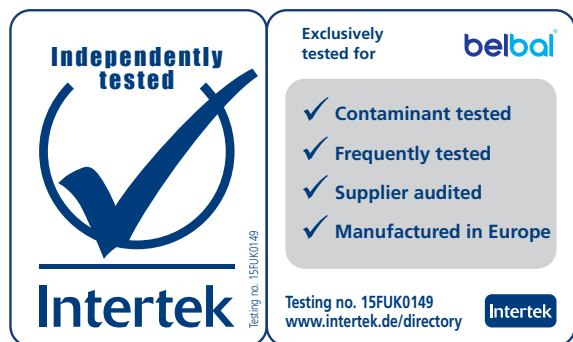 Independently
tested
Testing no. 15FUK0149
Intertek
Exclusively
tested for
belbal
Contaminant tested
Frequently tested
Supplier audited
Manufactured in Europe
Testing no. 15FUK0149
www.intertek.de/directory
Intertek